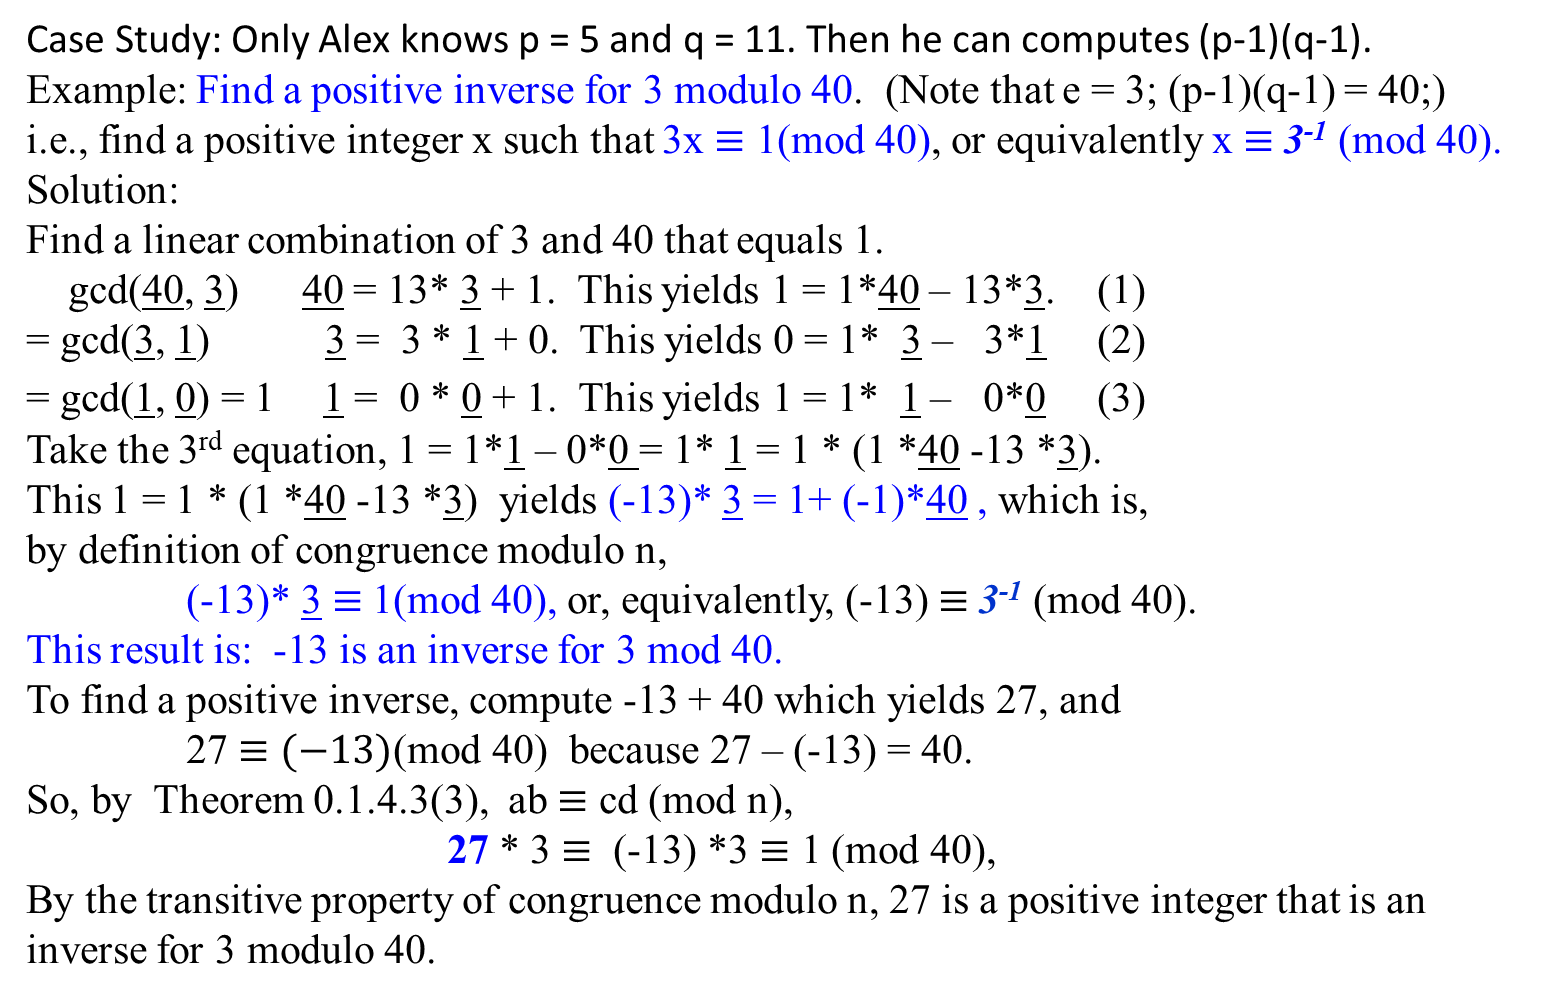 Case Study: Only Alex knows p = 5 and q = 11. Then he can computes (p-1)(q-1).
Example: Find a positive inverse for 3 modulo 40. (Note that e = 3; (p-1)(q-1) = 40;)
i.e., find a positive integer x such that 3x ≡ 1(mod 40), or equivalently x ≡ 3⁻¹ (mod 40).
Solution:
Find a linear combination of 3 and 40 that equals 1.
gcd(40, 3) 40 = 13* 3 + 1. This yields 1 = 1*40 – 13*3. (1)
= gcd(3, 1) 3 = 3 * 1 + 0. This yields 0 = 1* 3 – 3*1 (2)
= gcd(1, 0) = 1 1 = 0 * 0 + 1. This yields 1 = 1* 1 – 0*0 (3)
Take the 3rd equation, 1 = 1*1 – 0*0 = 1* 1 = 1 * (1 *40 -13 *3).
This 1 = 1 * (1 *40 -13 *3) yields (-13)* 3 = 1+ (-1)*40 , which is,
by definition of congruence modulo n,
(-13)* 3 ≡ 1(mod 40), or, equivalently, (-13) ≡ 3⁻¹ (mod 40).
This result is: -13 is an inverse for 3 mod 40.
To find a positive inverse, compute -13 + 40 which yields 27, and
27 ≡ (−13)(mod 40) because 27 – (-13) = 40.
So, by Theorem 0.1.4.3(3), ab ≡ cd (mod n),
27 * 3 ≡ (-13) *3 ≡ 1 (mod 40),
By the transitive property of congruence modulo n, 27 is a positive integer that is an
inverse for 3 modulo 40.